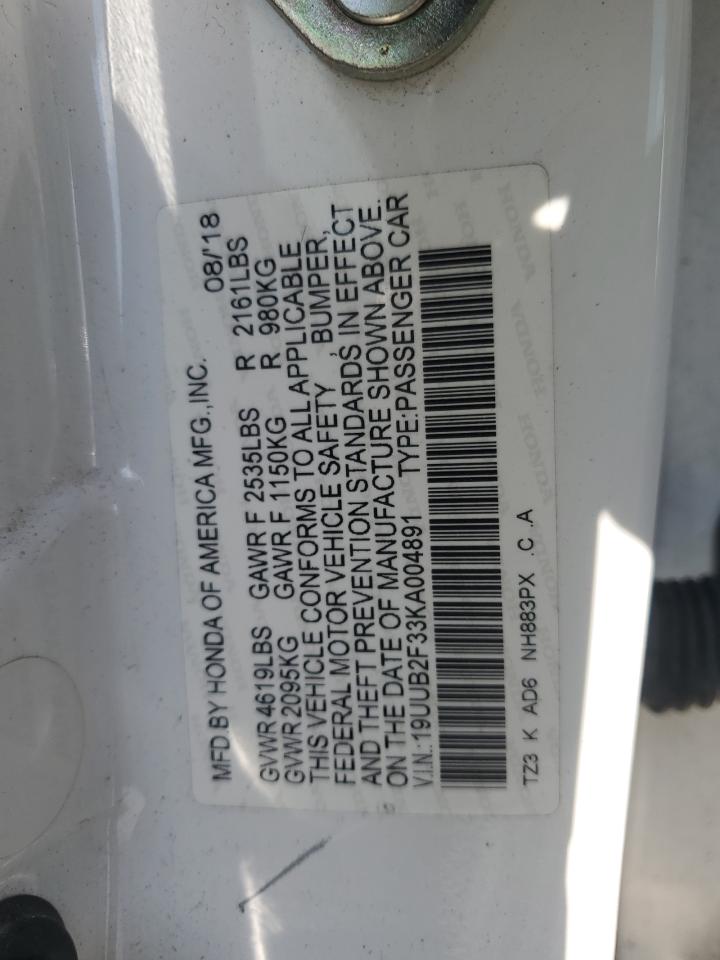 MFD.BY HONDA OF AMERICA MFG.,INC. 08/'18
GVWR 4619LBS GAWR F 2535LBS R 2161LBS
GVWR 2095KG GAWR F 1150KG R 980KG
THIS VEHICLE CONFORMS TO ALL APPLICABLE
FEDERAL MOTOR VEHICLE SAFETY, BUMPER,
AND THEFT PREVENTION STANDARDS, IN EFFECT
ON THE DATE OF MANUFACTURE SHOWN ABOVE.
V.I.N.:19UUB2F33KA004891 TYPE:PASSENGER CAR
TZ3 K AD6 NH883PX .C .A